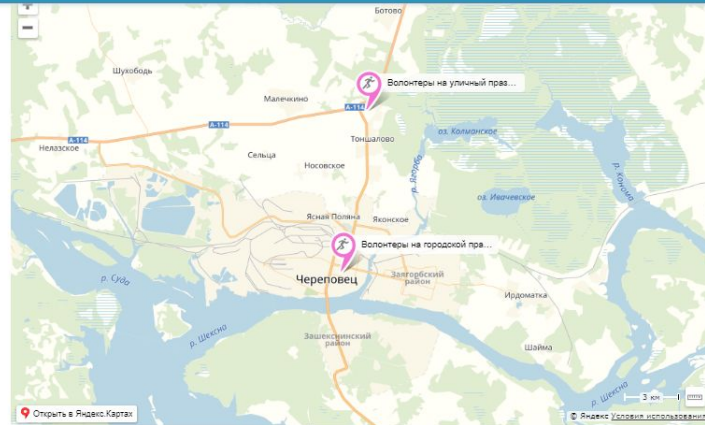 Ботово
Шухободь
Волонтеры на уличный праз...
Малечкино
А-114
А-114
А-114
Тоншалово
оз. Колманское
Нелазское
Сельца
Носовское
р. Ягорба
р. Конома
оз. Ивачевское
Ясная Поляна
Яконское
Волонтеры на городской пра...
Череповец
Заягорбский
район
р. Суда
Ирдоматка
р. Шексна
Зашекснинский
район
Шайма
р. Шексна
3 км
Открыть в Яндекс.Картах
© Яндекс Условия использования